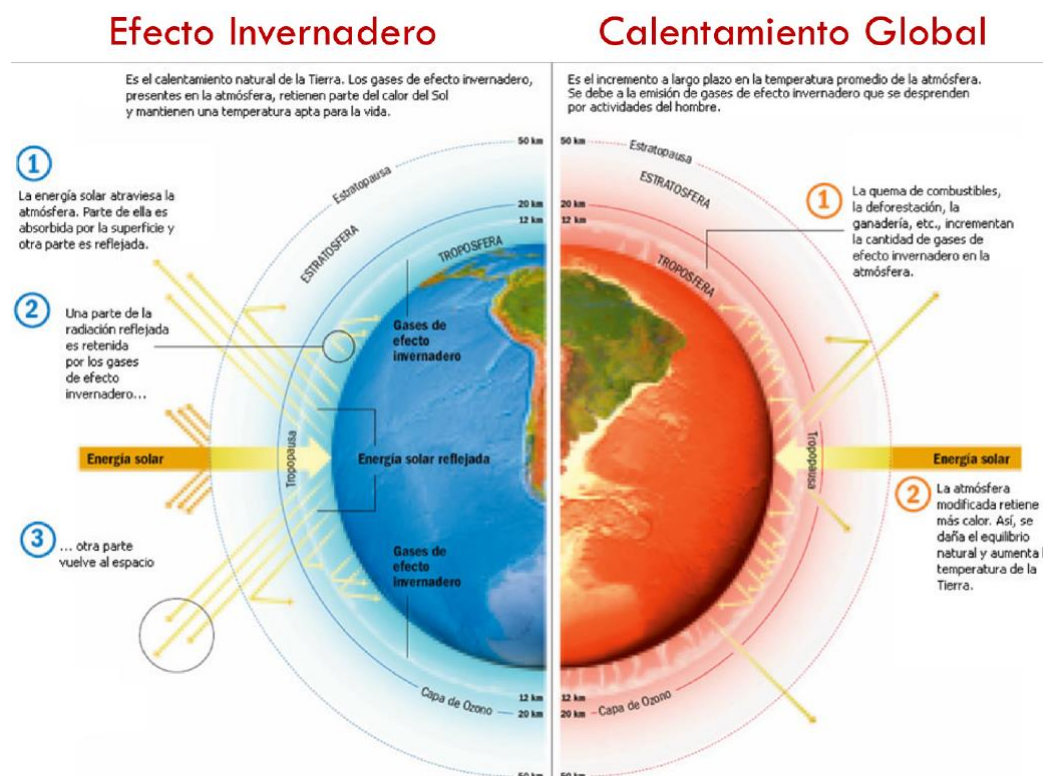 Efecto Invernadero
Es el calentamiento natural de la Tierra. Los gases de efecto invernadero,
presentes en la atmósfera, retienen parte del calor del Sol
y mantienen una temperatura apta para la vida.
1
La energía solar atraviesa la
atmósfera. Parte de ella es
absorbida por la superficie y
otra parte es reflejada.
2
Una parte de la
radiación reflejada
es retenida
por los gases
de efecto
invernadero...
Energía solar
3
... otra parte
vuelve al espacio
Estratopausa
ESTRATOSFERA
TROPOSFERA
Tropopausa
Gases de
efecto
invernadero
Energía solar reflejada
Gases de
efecto
invernadero
Capa de Ozono
50 km
20 km
12 km
12 km
20 km
50 km
Calentamiento Global
Es el incremento a largo plazo en la temperatura promedio de la atmósfera.
Se debe a la emisión de gases de efecto invernadero que se desprenden
por actividades del hombre.
50 km
20 km
12 km
Estratopausa
ESTRATOSFERA
TROPOSFERA
1
La quema de combustibles,
la deforestación, la
ganadería, etc., incrementan
la cantidad de gases de
efecto invernadero en la
atmósfera.
Tropopausa
Energía solar
2
La atmósfera
modificada retiene
más calor. Así, se
daña el equilibrio
natural y aumenta l
temperatura de la
Tierra.
12 km
20 km
Capa de Ozono
50 km